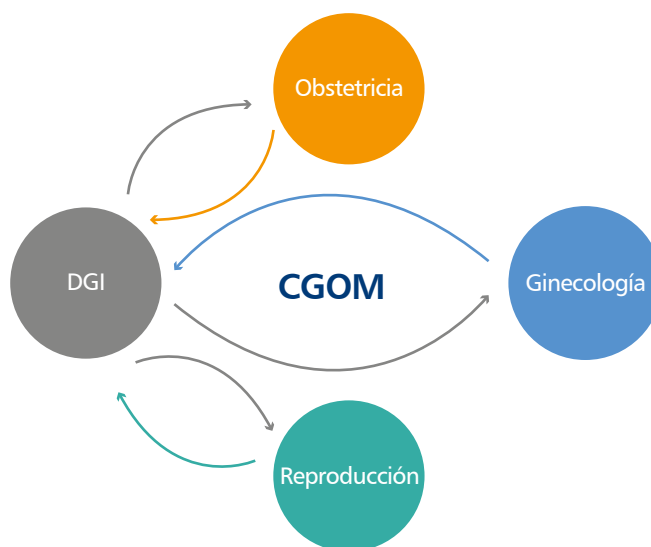 Obstetricia
DGI
CGOM
Ginecología
Reproducción